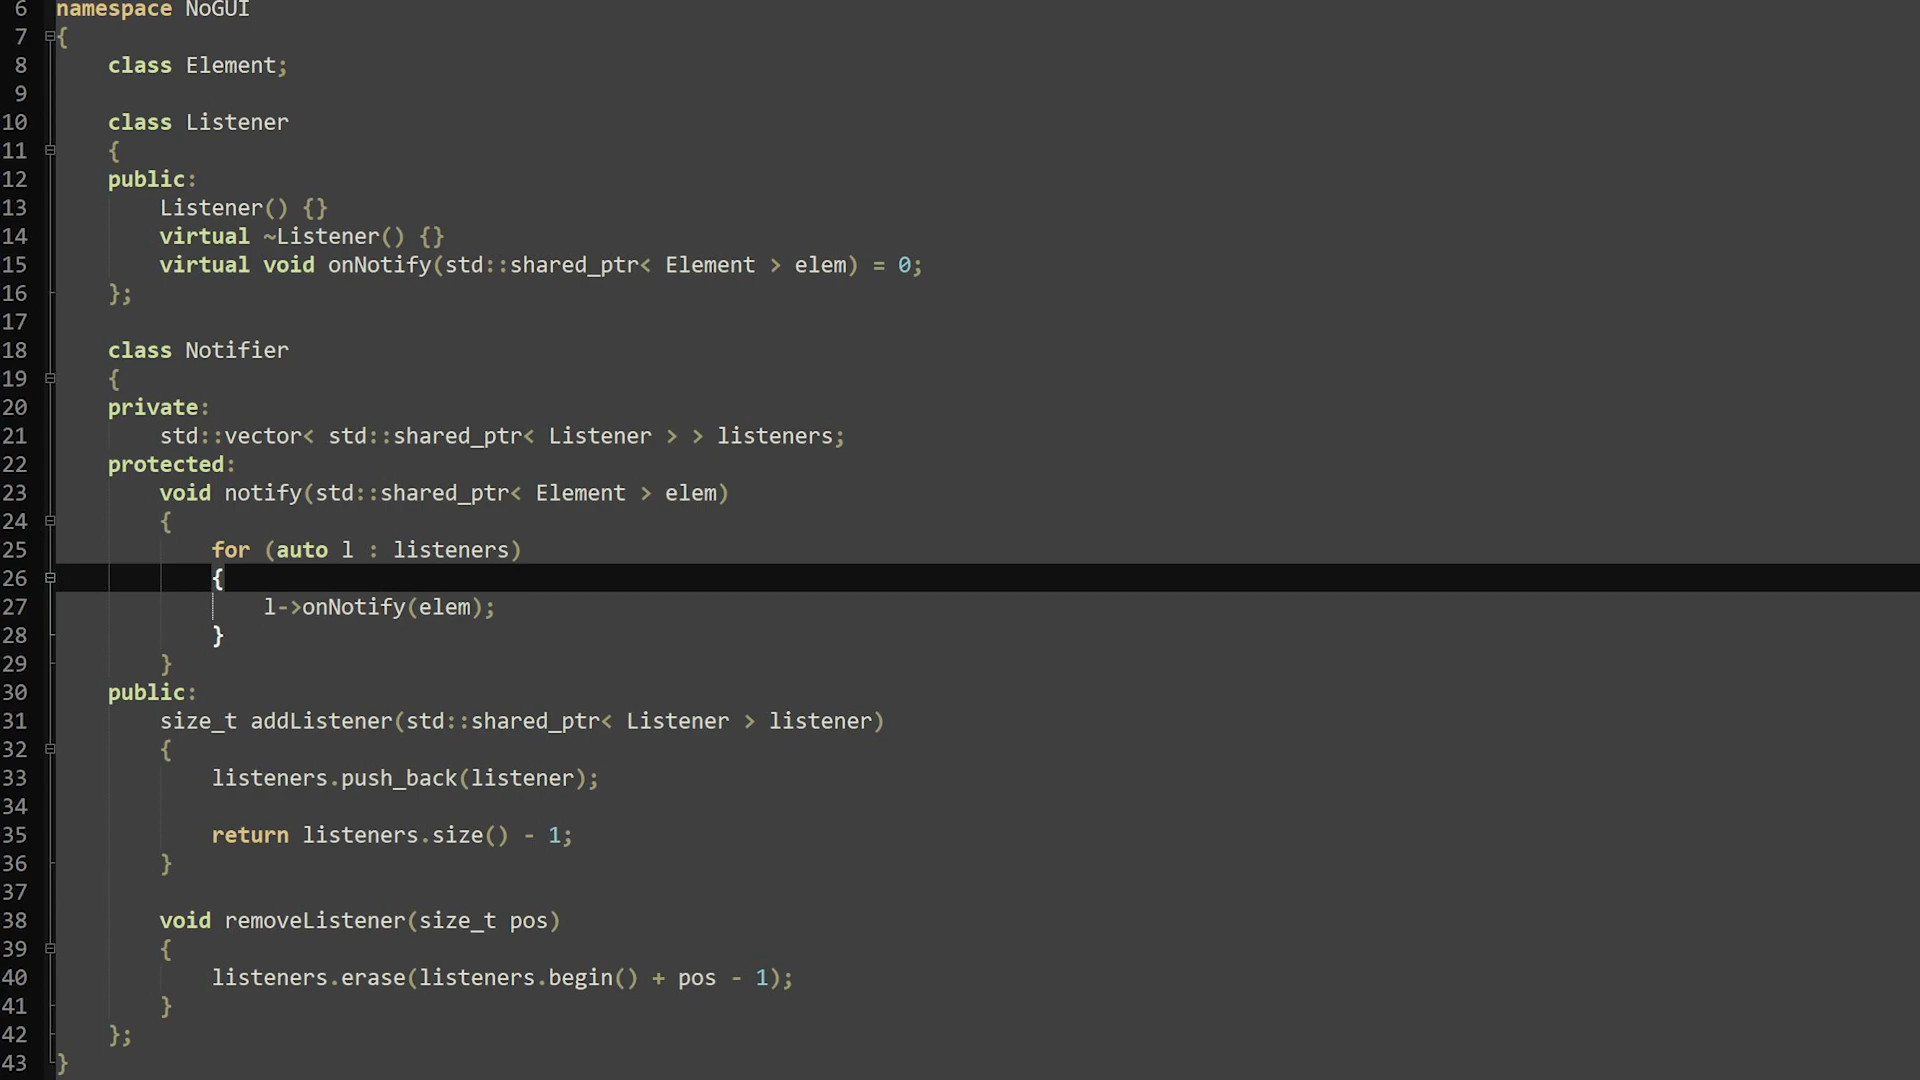 6 namespace NoGUI
7 {
8 class Element;
9
10 class Listener
11 {
12 public:
13 Listener() {}
14 virtual ~Listener() {}
15 virtual void onNotify(std::shared_ptr< Element > elem) = 0;
16 };
17
18 class Notifier
19 {
20 private:
21 std::vector< std::shared_ptr< Listener > > listeners;
22 protected:
23 void notify(std::shared_ptr< Element > elem)
24 {
25 for (auto l : listeners)
26 {
27 l->onNotify(elem);
28 }
29 }
30 public:
31 size_t addListener(std::shared_ptr< Listener > listener)
32 {
33 listeners.push_back(listener);
34
35 return listeners.size() - 1;
36 }
37
38 void removeListener(size_t pos)
39 {
40 listeners.erase(listeners.begin() + pos - 1);
41 }
42 };
43 }